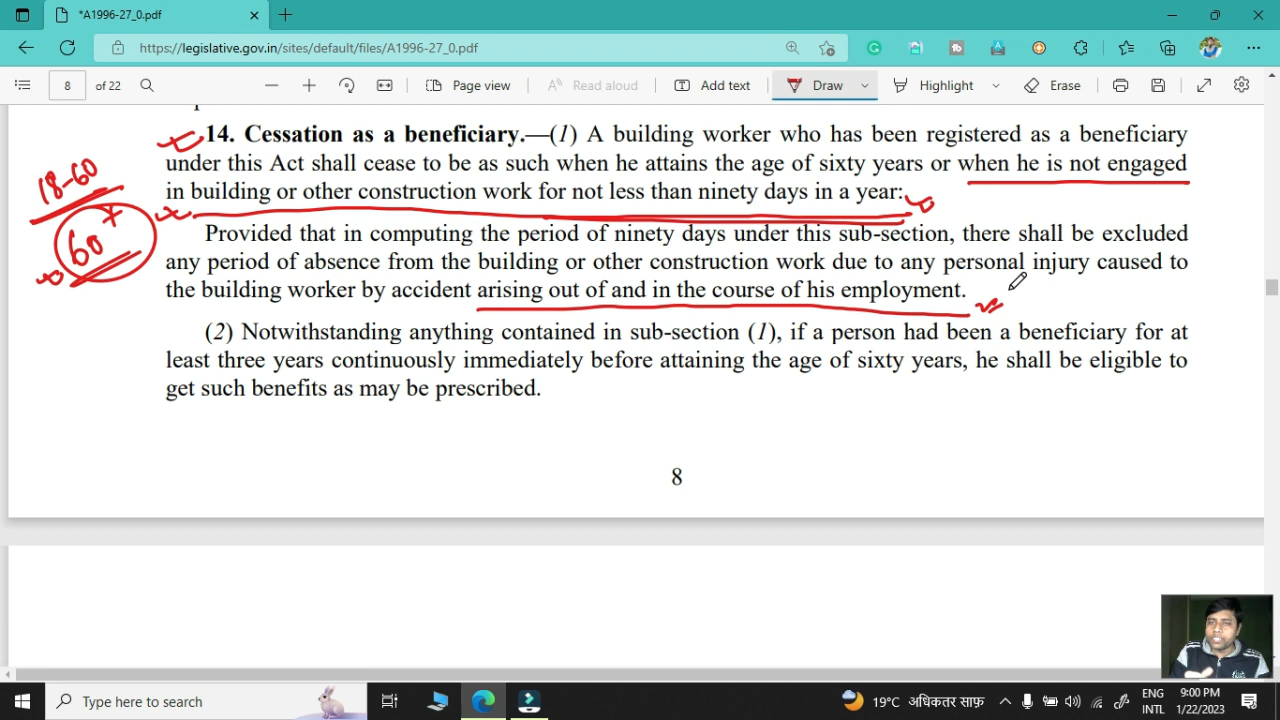 *A1996-27_0.pdf
https://legislative.gov.in/sites/default/files/A1996-27_0.pdf
8 of 22 Page view Read aloud Add text Draw Highlight Erase
14. Cessation as a beneficiary.—(1) A building worker who has been registered as a beneficiary
under this Act shall cease to be as such when he attains the age of sixty years or when he is not engaged
in building or other construction work for not less than ninety days in a year:
18-60
60+
Provided that in computing the period of ninety days under this sub-section, there shall be excluded
any period of absence from the building or other construction work due to any personal injury caused to
the building worker by accident arising out of and in the course of his employment.
(2) Notwithstanding anything contained in sub-section (1), if a person had been a beneficiary for at
least three years continuously immediately before attaining the age of sixty years, he shall be eligible to
get such benefits as may be prescribed.
8
Type here to search 19°C अधिकतर साफ़ ENG 9:00 PM
INTL 1/22/2023